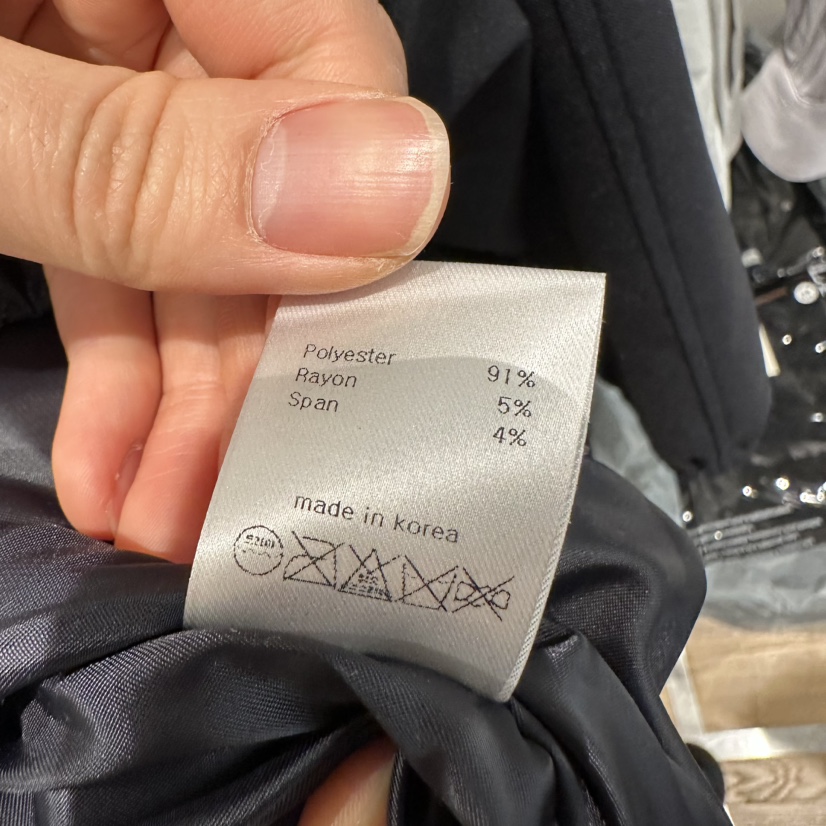 Polyester 91%
Rayon 5%
Span 4%
made in korea